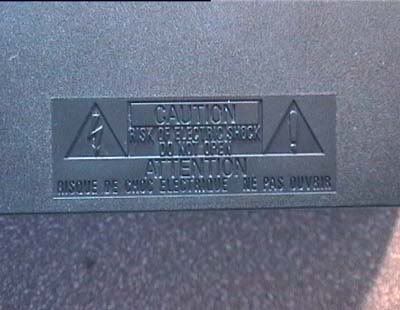 CAUTION
RISK OF ELECTRIC SHOCK
DO NOT OPEN
ATTENTION
RISQUE DE CHOC ELECTRIQUE NE PAS OUVRIR